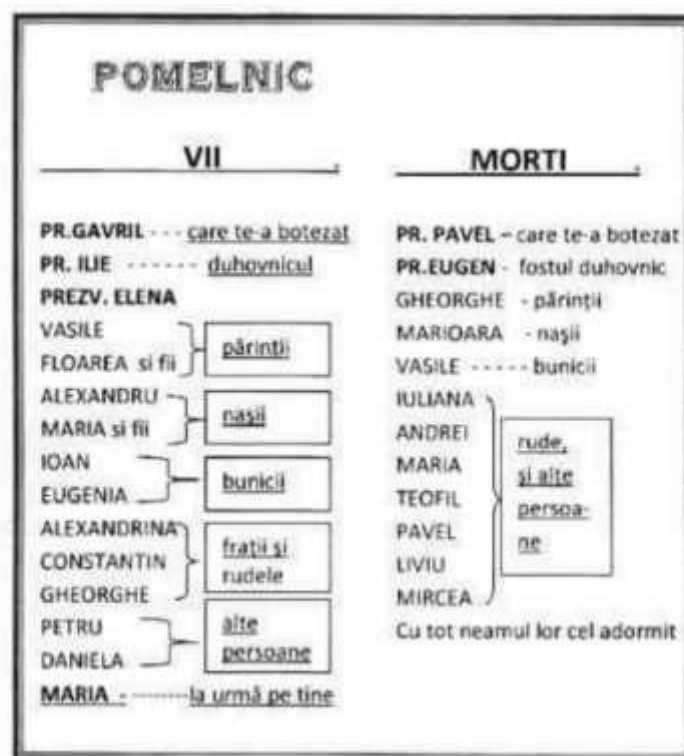 POMELNIC
VII
PR.GAVRIL - - - care te-a botezat
PR. ILIE - - - - - - duhovnicul
PREZV. ELENA
VASILE
FLOAREA si fii
părinții
ALEXANDRU
MARIA si fii
nașii
IOAN
EUGENIA
bunicii
ALEXANDRINA
CONSTANTIN
GHEORGHE
frații și
rudele
PETRU
DANIELA
alte
persoane
MARIA - -------la urmă pe tine
MORTI
PR. PAVEL – care te-a botezat
PR.EUGEN - fostul duhovnic
GHEORGHE - părinții
MARIOARA - nașii
VASILE - - - - - bunicii
IULIANA
ANDREI
MARIA
TEOFIL
PAVEL
LIVIU
MIRCEA
rude,
și alte
persoa-
ne
Cu tot neamul lor cel adormit